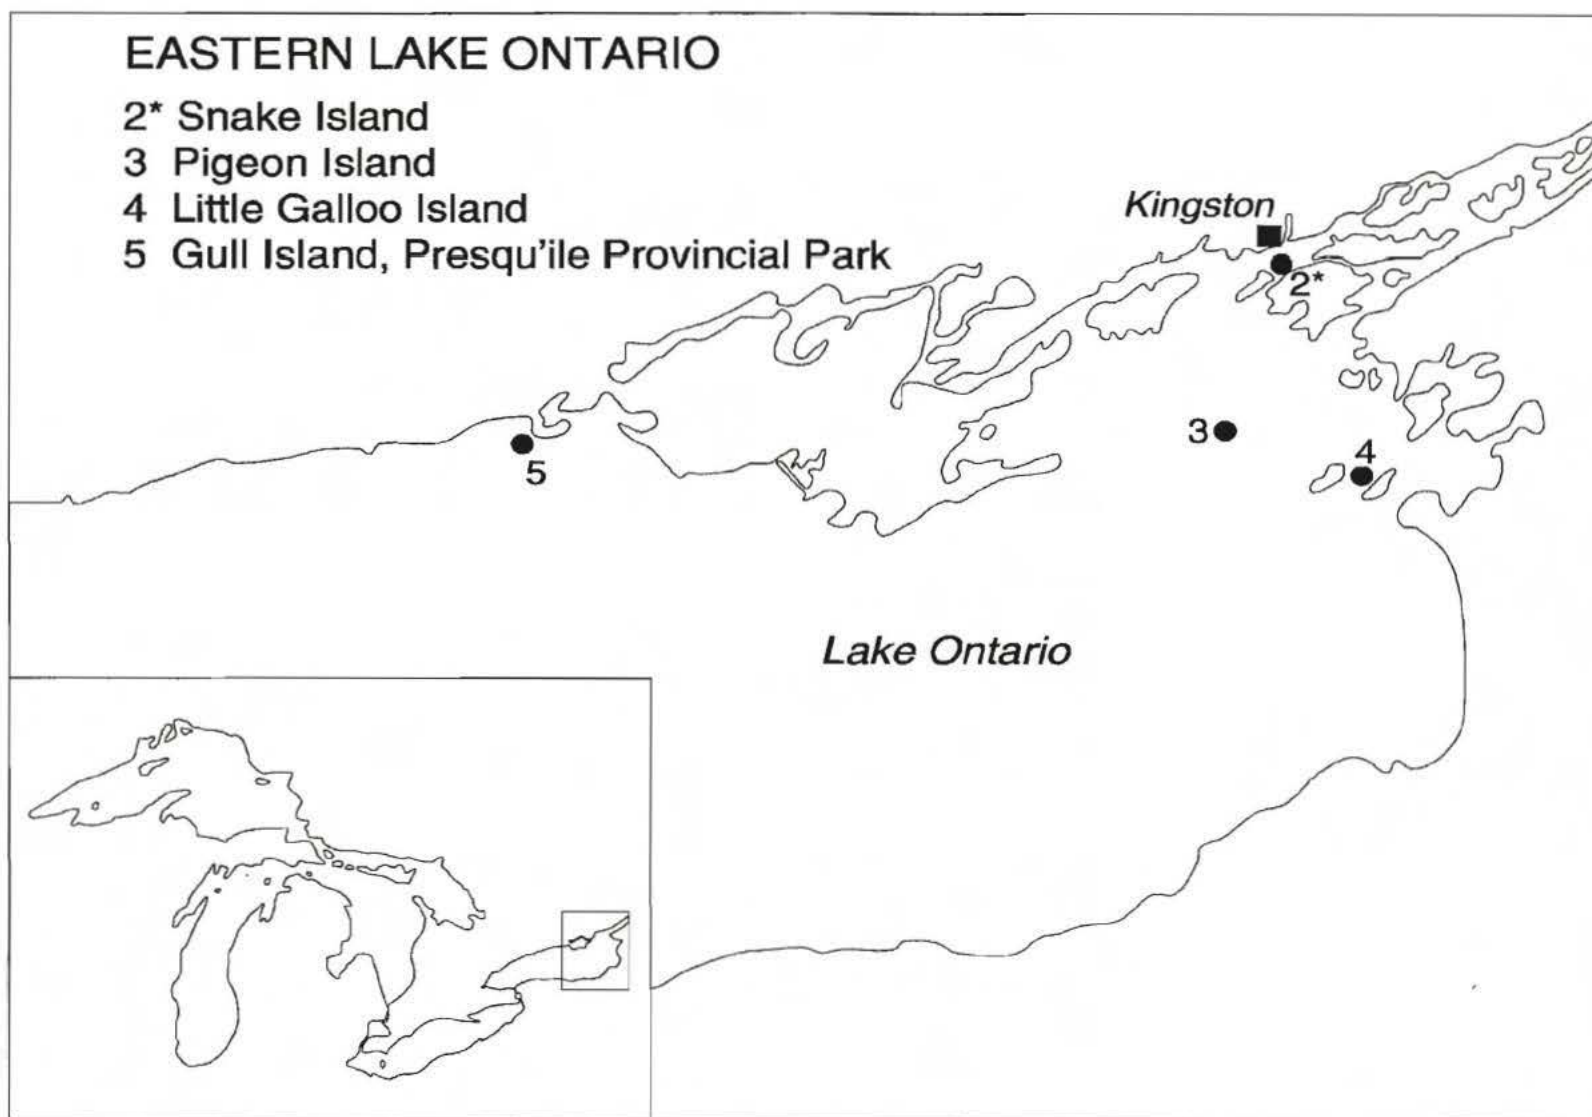 EASTERN LAKE ONTARIO
2* Snake Island
3 Pigeon Island
4 Little Galloo Island
5 Gull Island, Presqu'ile Provincial Park
Kingston
2*
3
4
5
Lake Ontario